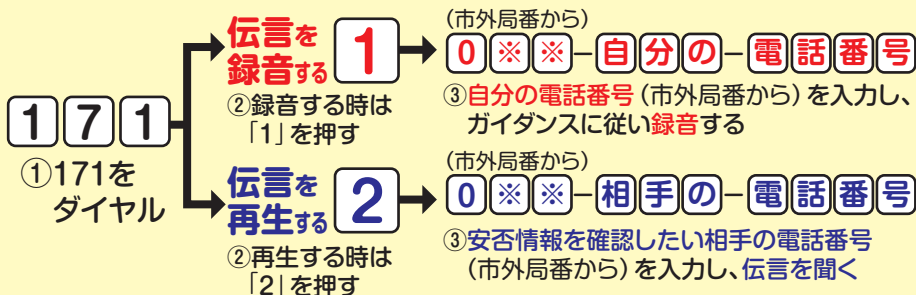 171
①171を
ダイヤル
伝言を
録音する
1
②録音する時は
「1」を押す
(市外局番から)
0※※-自分の-電話番号
③自分の電話番号(市外局番から)を入力し、
ガイダンスに従い録音する
伝言を
再生する
2
②再生する時は
「2」を押す
(市外局番から)
0※※-相手の-電話番号
③安否情報を確認したい相手の電話番号
(市外局番から)を入力し、伝言を聞く